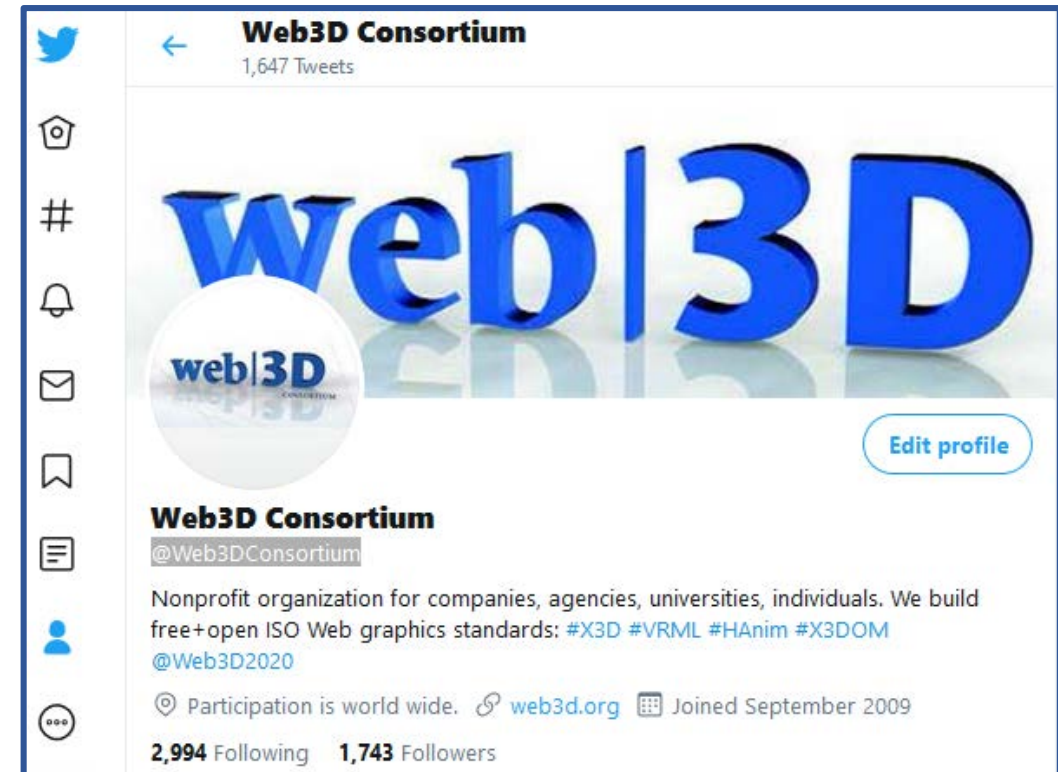 Web3D Consortium
1,647 Tweets
web|3D
web|3D
CONSORTIUM
Edit profile
Web3D Consortium
@Web3DConsortium
Nonprofit organization for companies, agencies, universities, individuals. We build
free+open ISO Web graphics standards: #X3D #VRML #HAnim #X3DOM
@Web3D2020
Participation is world wide. web3d.org Joined September 2009
2,994 Following 1,743 Followers